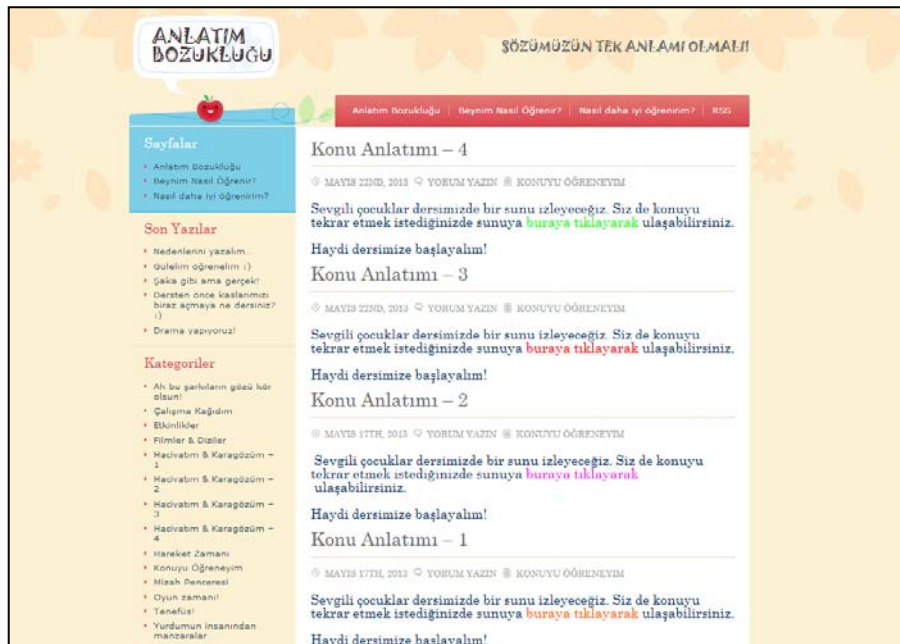 ANLATIM
BOZUKLUĞU
SÖZÜMÜZÜN TEK ANLAMI OLMALI!
Anlatım Bozukluğu
Beynim Nasıl Öğrenir?
Nasıl daha iyi öğrenirim?
RSS
Sayfalar
Anlatım Bozukluğu
Beynim Nasıl Öğrenir?
Nasıl daha iyi öğrenirim?
Son Yazılar
Nedenlerini yazalım...
Gülelim öğrenelim :)
Şaka gibi ama gerçek!
Dersten önce kaslarımızı
biraz açmaya ne dersiniz?
:)
Drama yapıyoruz!
Kategoriler
Ah bu şarkıların gözü kör
olsun!
Çalışma Kağıdım
Etkinlikler
Filmler & Diziler
Hacivatım & Karagözüm –
1
Hacivatım & Karagözüm –
2
Hacivatım & Karagözüm –
3
Hacivatım & Karagözüm –
4
Hareket Zamanı
Konuyu Öğreneyim
Mizah Penceresi
Oyun zamanı!
Tenefüs!
Yurdumun insanından
manzaralar
Konu Anlatımı – 4
MAYIS 22ND, 2013 YORUM YAZIN KONUYU ÖĞRENEYIM
Sevgili çocuklar dersimizde bir sunu izleyeceğiz. Siz de konuyu
tekrar etmek istediğinizde sunuya buraya tıklayarak ulaşabilirsiniz.
Haydi dersimize başlayalım!
Konu Anlatımı – 3
MAYIS 22ND, 2013 YORUM YAZIN KONUYU ÖĞRENEYIM
Sevgili çocuklar dersimizde bir sunu izleyeceğiz. Siz de konuyu
tekrar etmek istediğinizde sunuya buraya tıklayarak ulaşabilirsiniz.
Haydi dersimize başlayalım!
Konu Anlatımı – 2
MAYIS 17TH, 2013 YORUM YAZIN KONUYU ÖĞRENEYIM
Sevgili çocuklar dersimizde bir sunu izleyeceğiz. Siz de konuyu
tekrar etmek istediğinizde sunuya buraya tıklayarak
ulaşabilirsiniz.
Haydi dersimize başlayalım!
Konu Anlatımı – 1
MAYIS 17TH, 2013 YORUM YAZIN KONUYU ÖĞRENEYIM
Sevgili çocuklar dersimizde bir sunu izleyeceğiz. Siz de konuyu
tekrar etmek istediğinizde sunuya buraya tıklayarak ulaşabilirsiniz.
Haydi dersimize başlayalım!